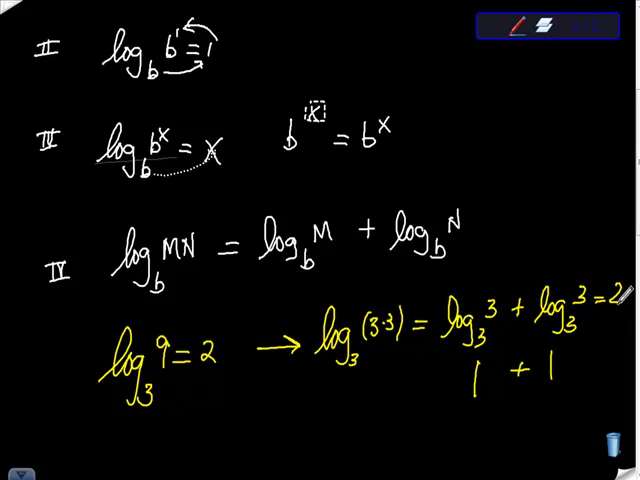 II log_b b^1 = 1
IV log_b b^x = x b^x = b^x
IV log_b MN = log_b M + log_b N
log_3 9 = 2 → log_3 (3·3) = log_3 3 + log_3 3 = 2
1 + 1